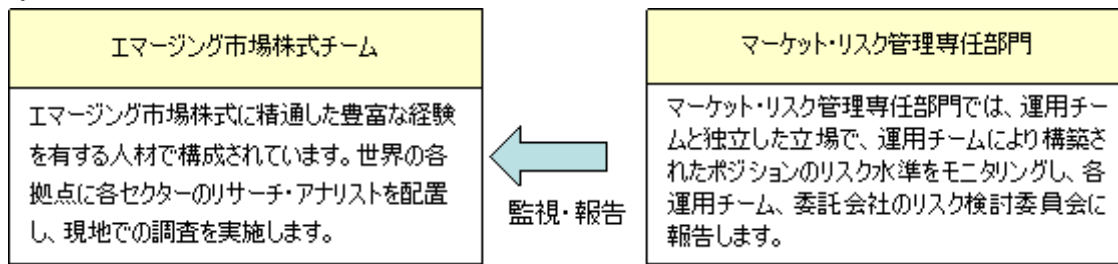 エマージング市場株式チーム
エマージング市場株式に精通した豊富な経験
を有する人材で構成されています。世界の各
拠点に各セクターのリサーチ・アナリストを配置
し、現地での調査を実施します。
監視・報告
マーケット・リスク管理専任部門
マーケット・リスク管理専任部門では、運用チー
ムと独立した立場で、運用チームにより構築さ
れたポジションのリスク水準をモニタリングし、各
運用チーム、委託会社のリスク検討委員会に
報告します。